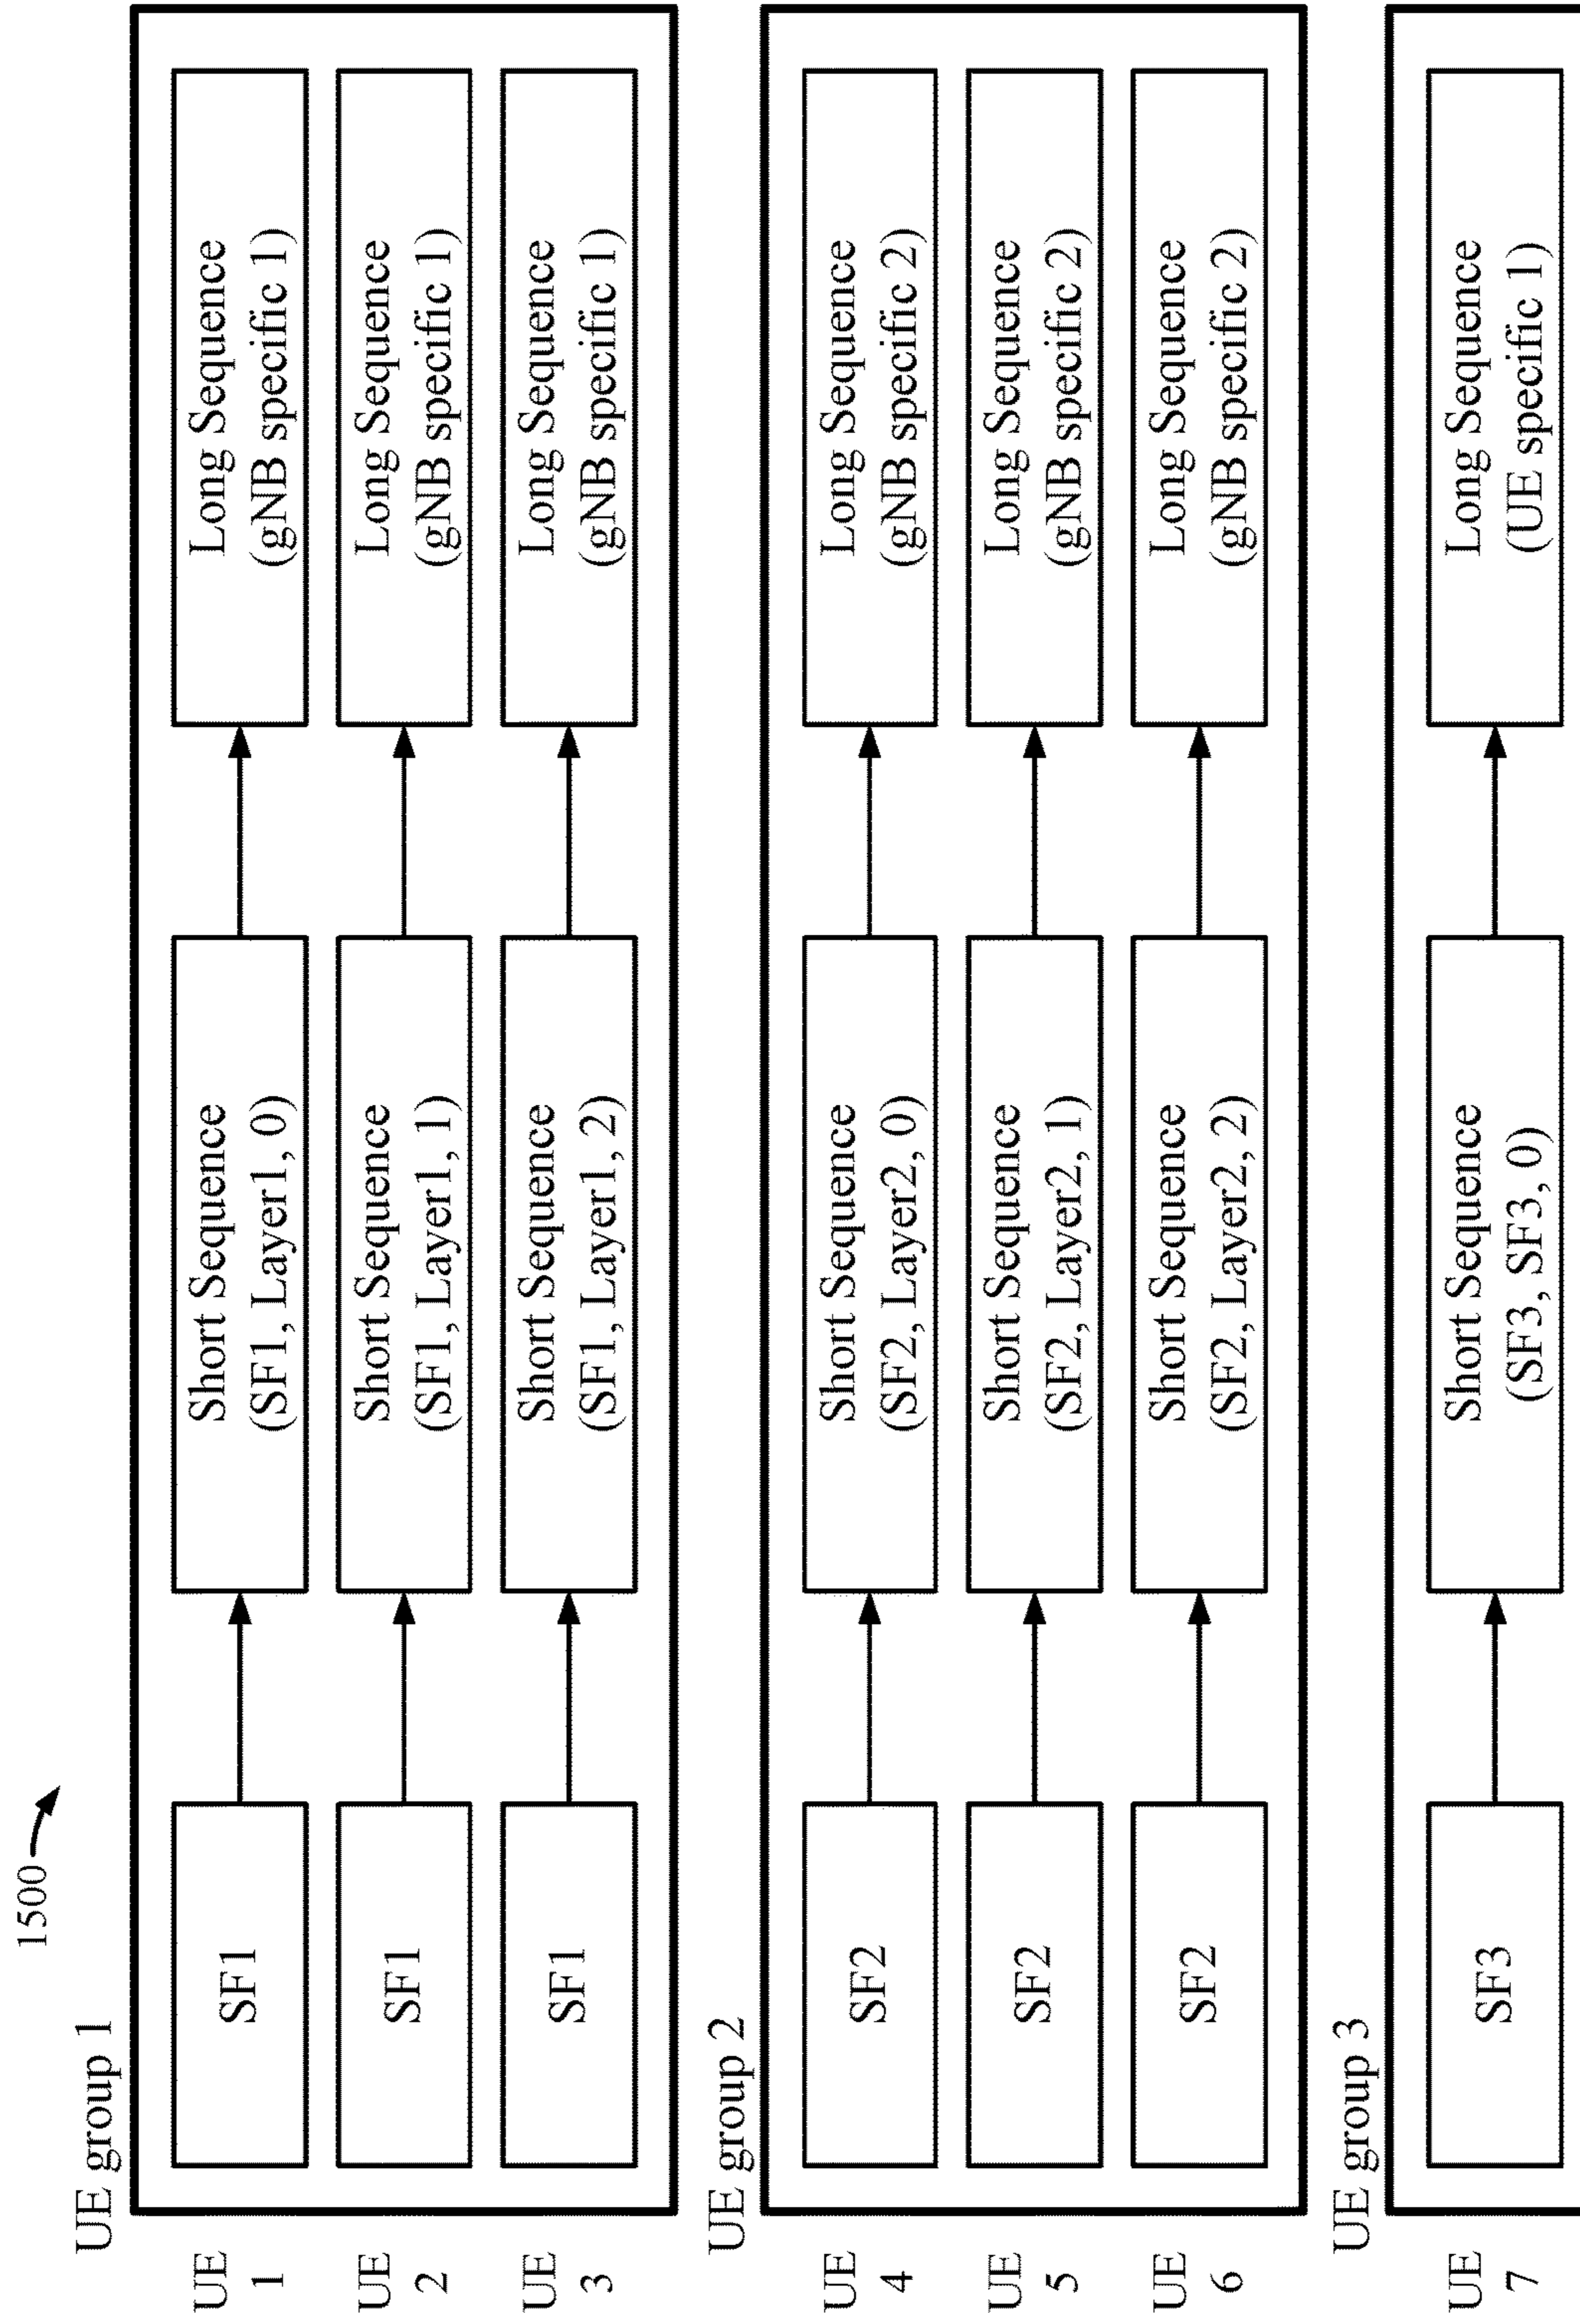 1500
UE group 1
UE
1
SF1
Short Sequence
(SF1, Layer1, 0)
Long Sequence
(gNB specific 1)
UE
2
SF1
Short Sequence
(SF1, Layer1, 1)
Long Sequence
(gNB specific 1)
UE
3
SF1
Short Sequence
(SF1, Layer1, 2)
Long Sequence
(gNB specific 1)
UE group 2
UE
4
SF2
Short Sequence
(SF2, Layer2, 0)
Long Sequence
(gNB specific 2)
UE
5
SF2
Short Sequence
(SF2, Layer2, 1)
Long Sequence
(gNB specific 2)
UE
6
SF2
Short Sequence
(SF2, Layer2, 2)
Long Sequence
(gNB specific 2)
UE group 3
UE
7
SF3
Short Sequence
(SF3, SF3, 0)
Long Sequence
(UE specific 1)